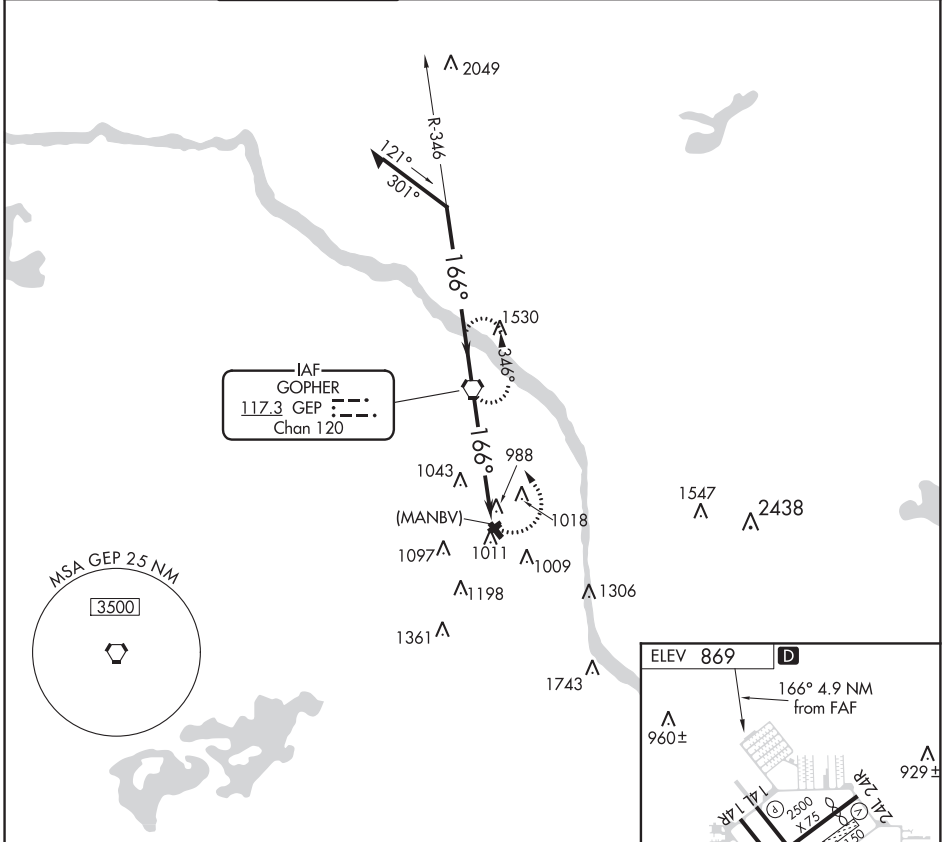 2049
R-346
121°
301°
166°
1530
346°
IAF
GOPHER
117.3 GEP
Chan 120
166°
988
1043
1018
(MANBV)
1547
2438
1097
1011
1009
1198
1306
1361
1743
MSA GEP 25 NM
3500
ELEV 869 D
166° 4.9 NM
from FAF
960±
929±
14L 14R
P
2500
X 75
V
24L 24R